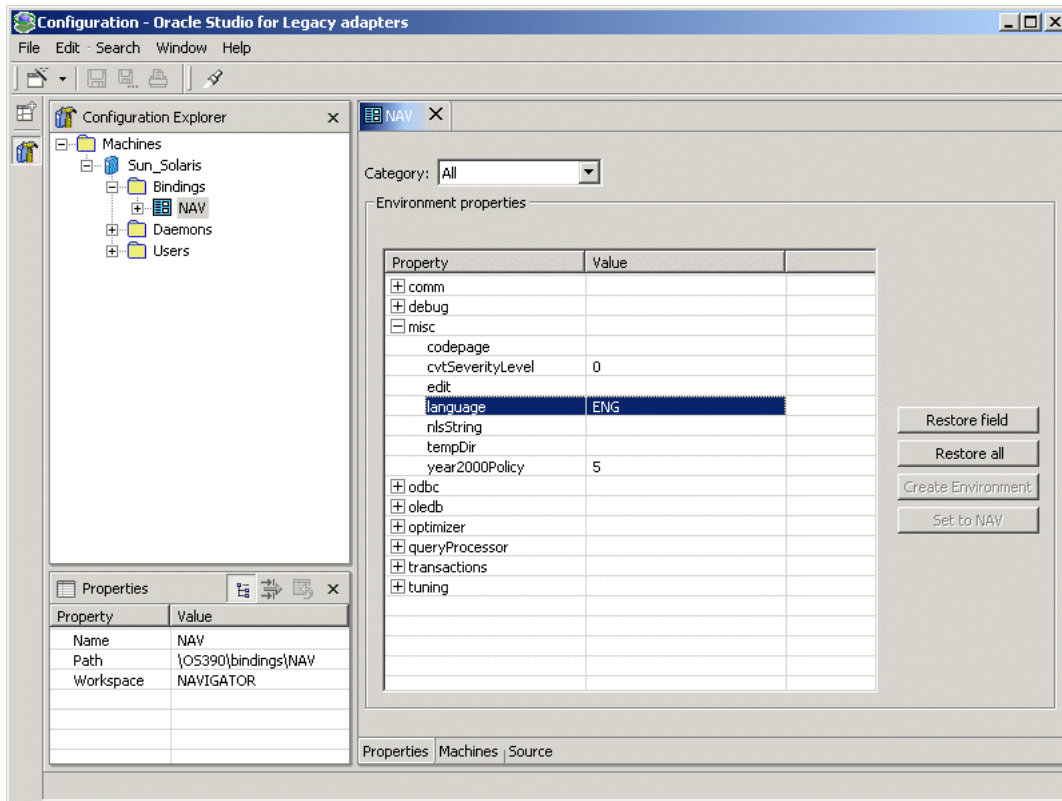 Configuration - Oracle Studio for Legacy adapters
File Edit Search Window Help
Configuration Explorer
Machines
Sun_Solaris
Bindings
NAV
Daemons
Users
Properties
Property Value
Name NAV
Path \OS390\bindings\NAV
Workspace NAVIGATOR
NAV
Category: All
Environment properties
Property Value
comm
debug
misc
codepage
cvtSeverityLevel 0
edit
language ENG
nlsString
tempDir
year2000Policy 5
odbc
oledb
optimizer
queryProcessor
transactions
tuning
Restore field
Restore all
Create Environment
Set to NAV
Properties Machines Source